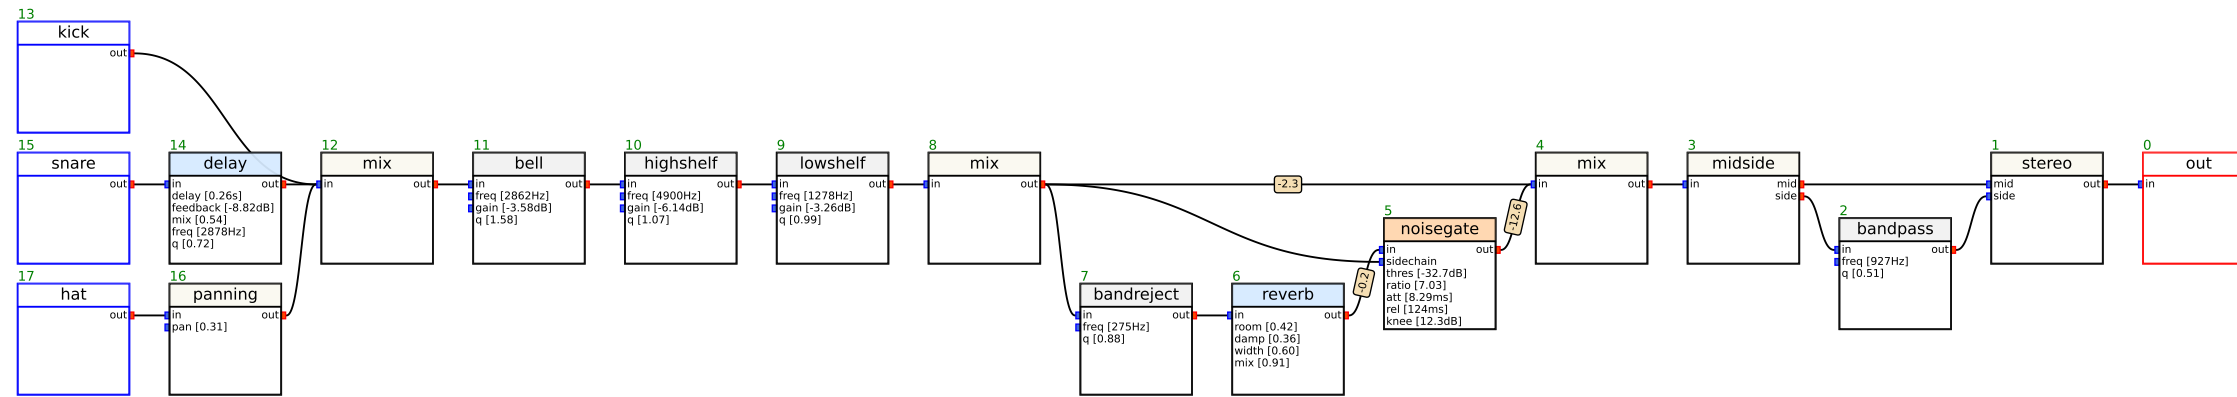 13
kick
out
15
snare
out
17
hat
out
14
delay
in out
delay [0.26s]
feedback [-8.82dB]
mix [0.54]
freq [2878Hz]
q [0.72]
16
panning
in out
pan [0.31]
12
mix
in out
11
bell
in out
freq [2862Hz]
gain [-3.58dB]
q [1.58]
10
highshelf
in out
freq [4900Hz]
gain [-6.14dB]
q [1.07]
9
lowshelf
in out
freq [1278Hz]
gain [-3.26dB]
q [0.99]
8
mix
in out
7
bandreject
in out
freq [275Hz]
q [0.88]
6
reverb
in out
room [0.42]
damp [0.36]
width [0.60]
mix [0.91]
-2.3
-0.2
5
noisegate
in out
sidechain
thres [-32.7dB]
ratio [7.03]
att [8.29ms]
rel [124ms]
knee [12.3dB]
-12.6
4
mix
in out
3
midside
in mid
side
2
bandpass
in out
freq [927Hz]
q [0.51]
1
stereo
mid out
side
0
out
in